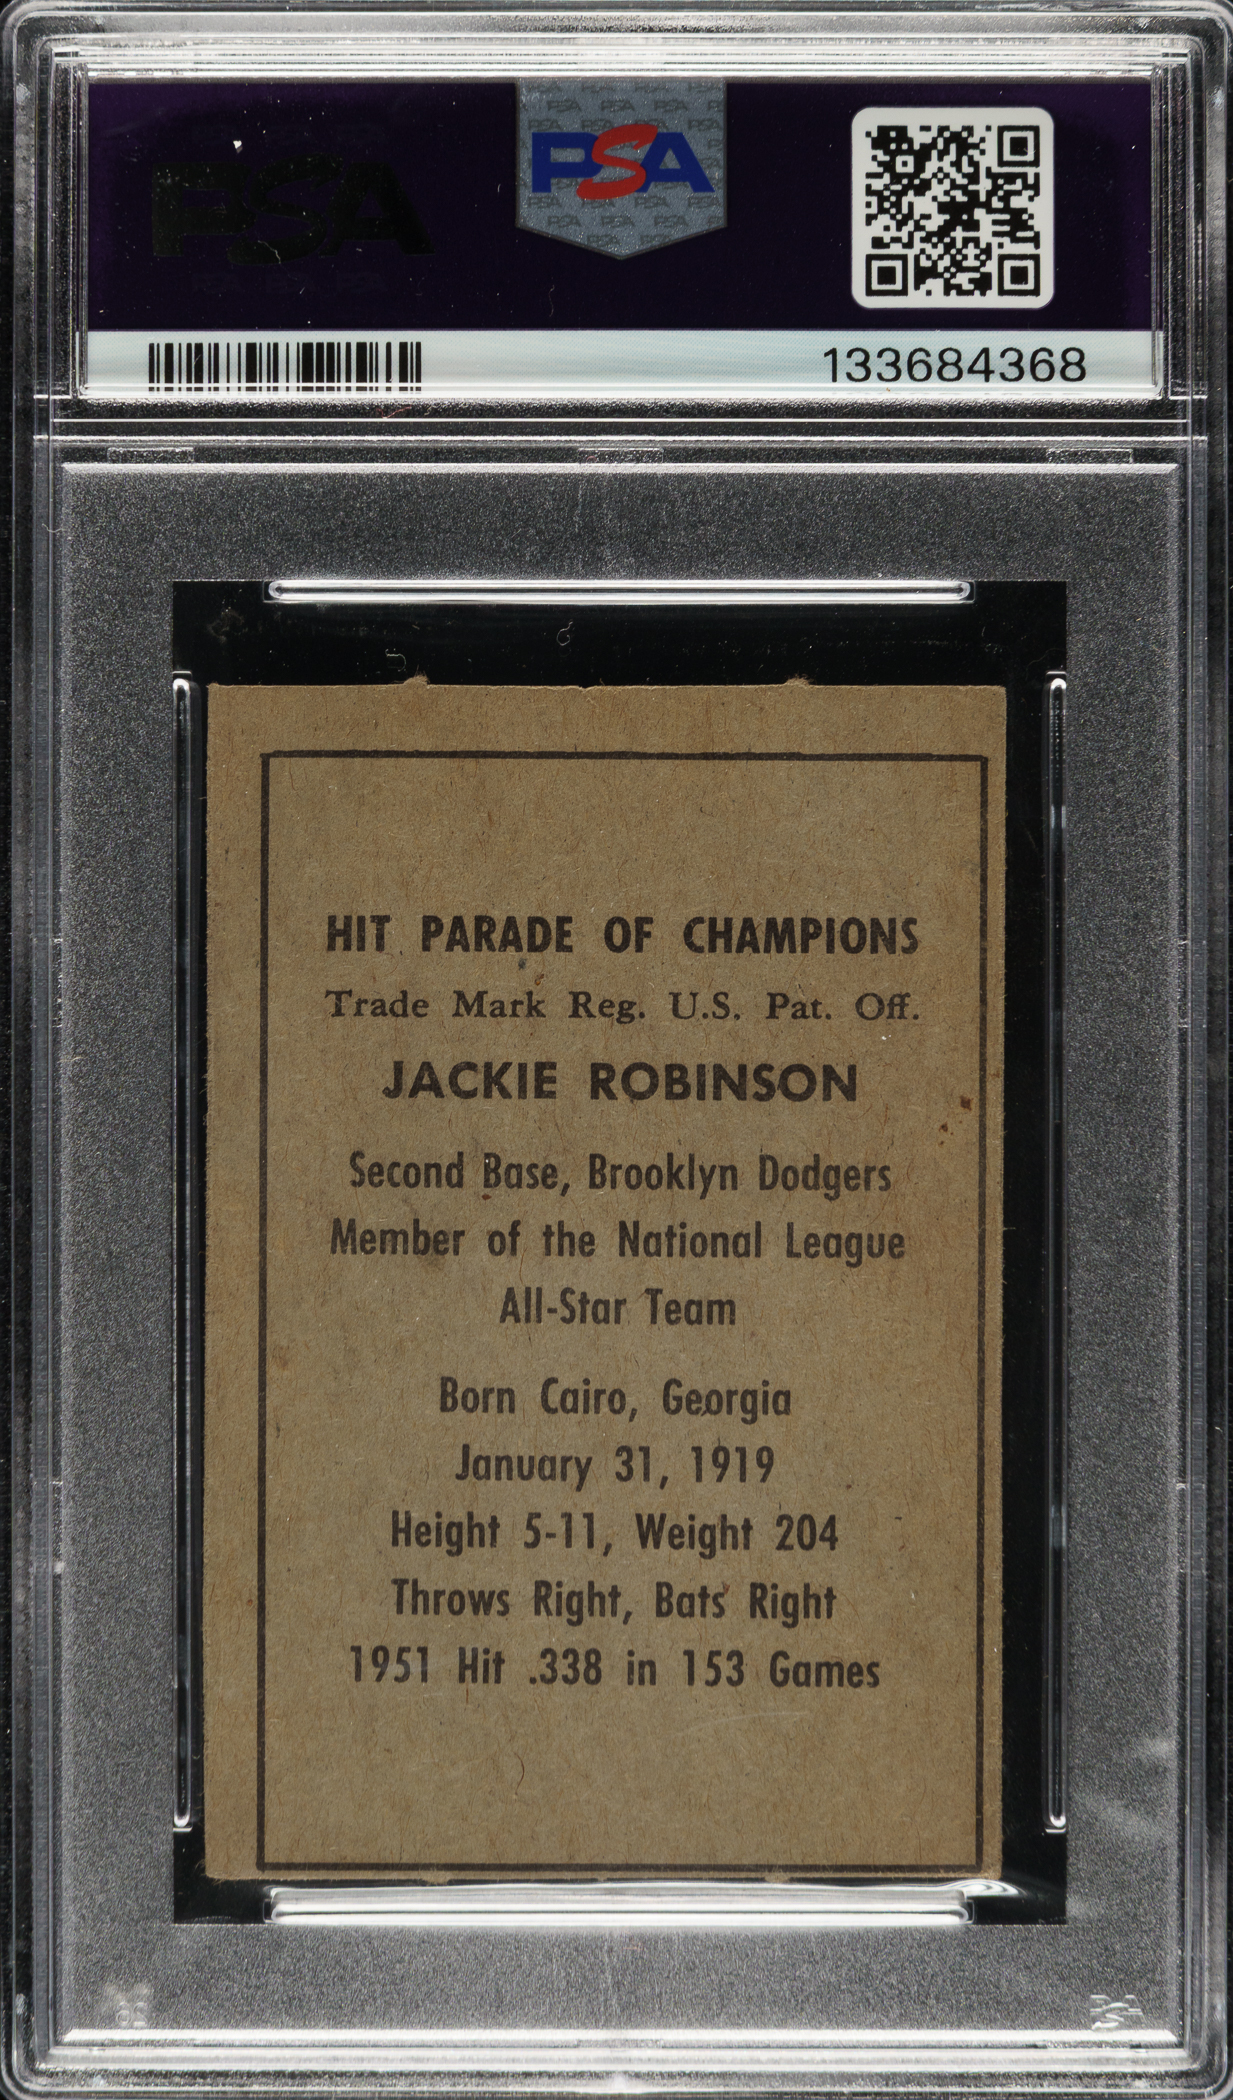 PSA
PSA
133684368
HIT PARADE OF CHAMPIONS
Trade Mark Reg. U.S. Pat. Off.
JACKIE ROBINSON
Second Base, Brooklyn Dodgers
Member of the National League
All-Star Team
Born Cairo, Georgia
January 31, 1919
Height 5-11, Weight 204
Throws Right, Bats Right
1951 Hit .338 in 153 Games
PSA